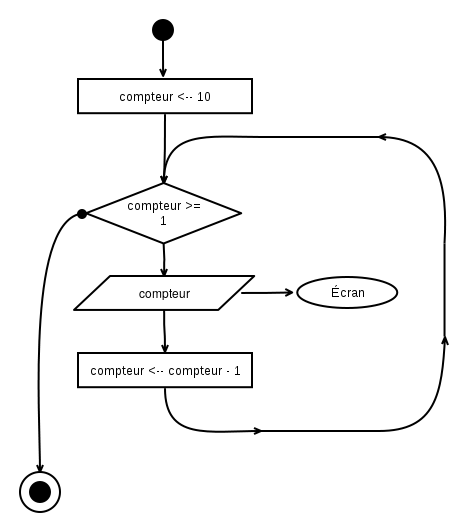 compteur <-- 10
compteur >=
1
compteur
Écran
compteur <-- compteur - 1